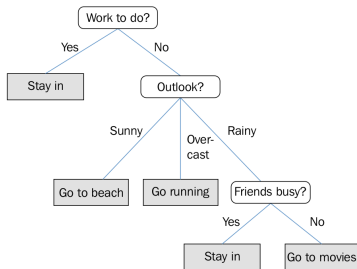 Work to do?
Yes
No
Stay in
Outlook?
Sunny
Over-
cast
Rainy
Go to beach
Go running
Friends busy?
Yes
No
Stay in
Go to movies